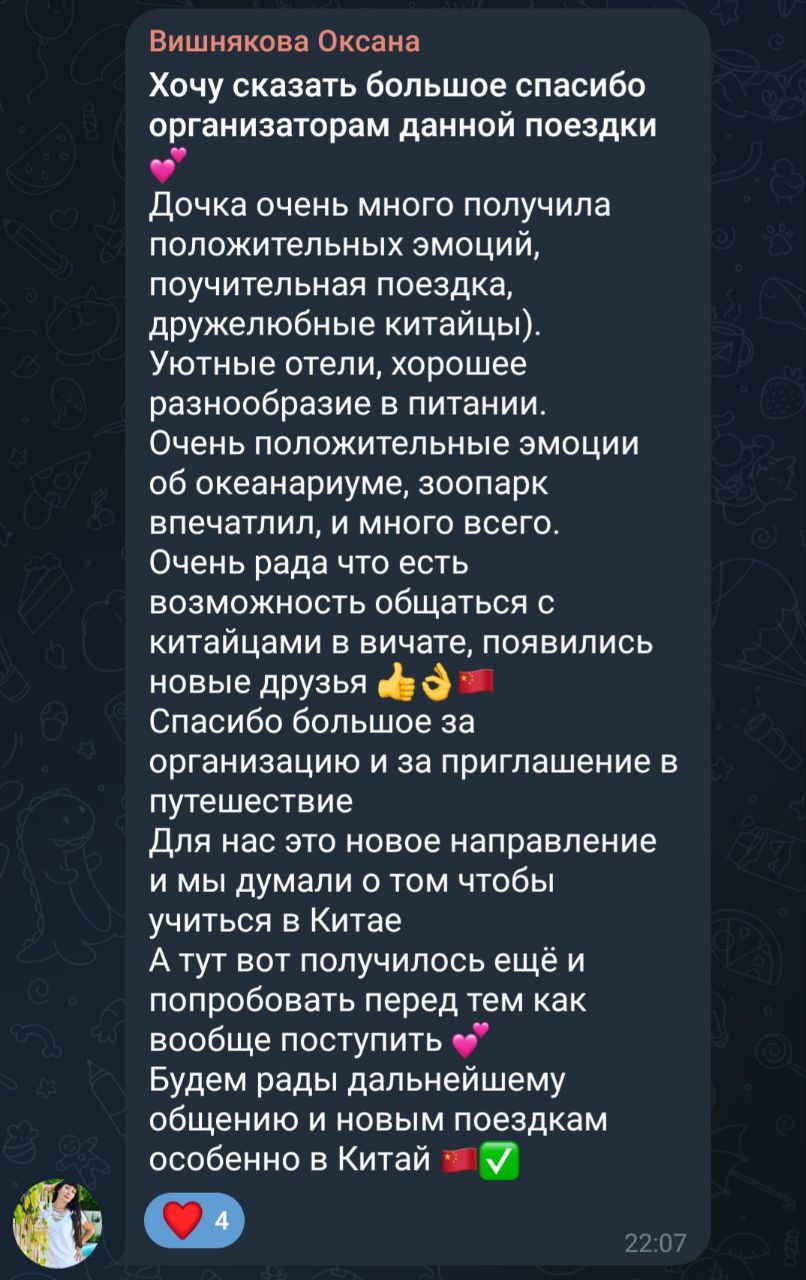 Вишнякова Оксана
Хочу сказать большое спасибо
организаторам данной поездки
💕
Дочка очень много получила
положительных эмоций,
поучительная поездка,
дружелюбные китайцы).
Уютные отели, хорошее
разнообразие в питании.
Очень положительные эмоции
об океанариуме, зоопарк
впечатлил, и много всего.
Очень рада что есть
возможность общаться с
китайцами в вичате, появились
новые друзья 👍👌🇨🇳
Спасибо большое за
организацию и за приглашение в
путешествие
Для нас это новое направление
и мы думали о том чтобы
учиться в Китае
А тут вот получилось ещё и
попробовать перед тем как
вообще поступить 💕
Будем рады дальнейшему
общению и новым поездкам
особенно в Китай 🇨🇳✅
❤️ 4
22:07